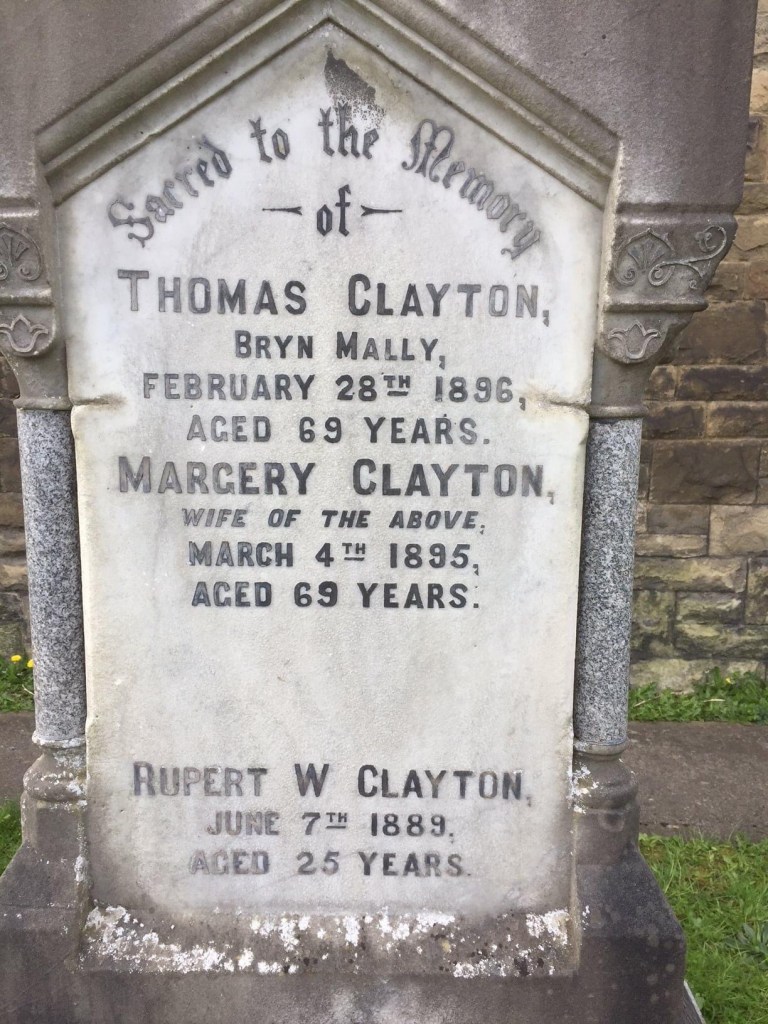 Sacred to the Memory
of
THOMAS CLAYTON,
BRYN MALLY,
FEBRUARY 28TH 1896,
AGED 69 YEARS.
MARGERY CLAYTON,
WIFE OF THE ABOVE,
MARCH 4TH 1895,
AGED 69 YEARS.
RUPERT W CLAYTON,
JUNE 7TH 1889,
AGED 25 YEARS.